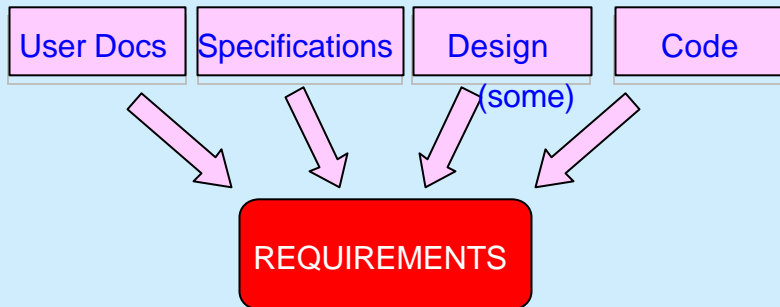 User Docs
Specifications
Design
(some)
Code
REQUIREMENTS